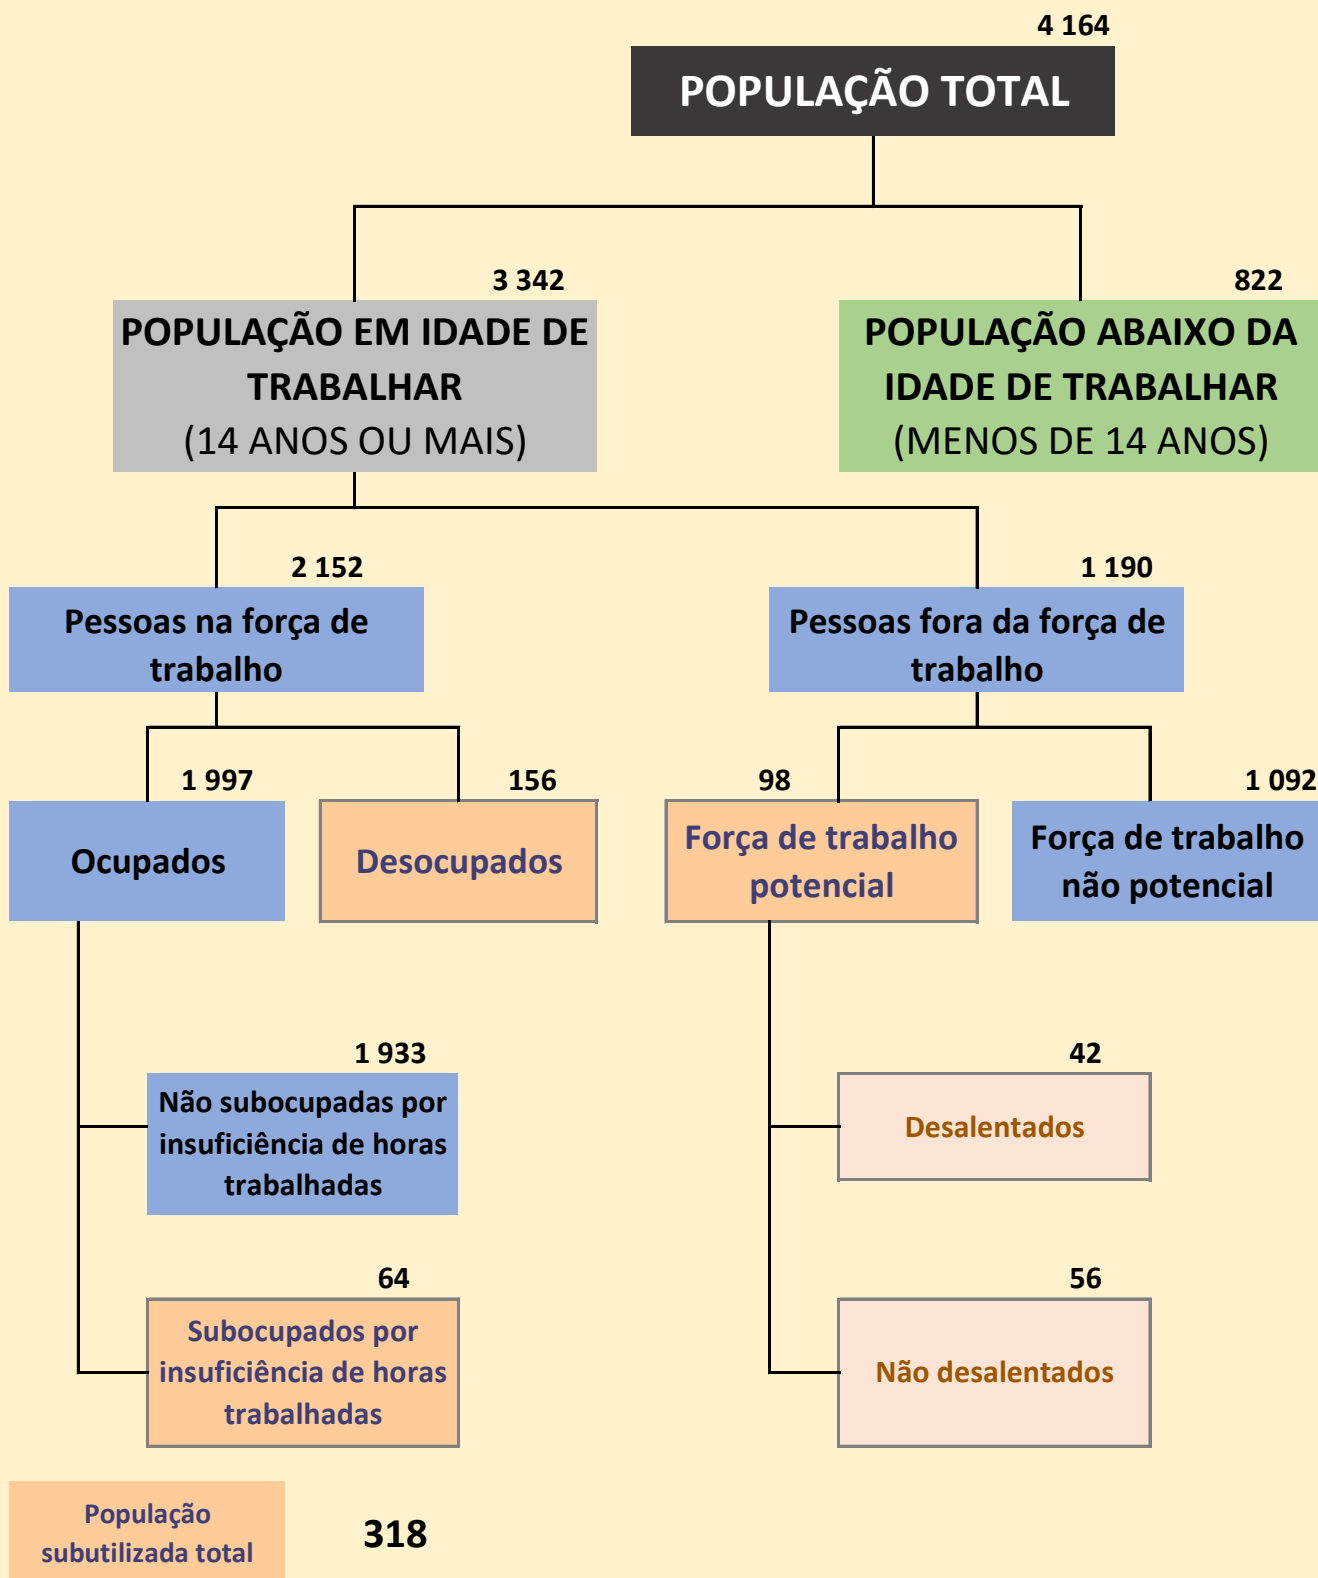 4 164
POPULAÇÃO TOTAL
3 342
POPULAÇÃO EM IDADE DE
TRABALHAR
(14 ANOS OU MAIS)
822
POPULAÇÃO ABAIXO DA
IDADE DE TRABALHAR
(MENOS DE 14 ANOS)
2 152
Pessoas na força de
trabalho
1 190
Pessoas fora da força de
trabalho
1 997
Ocupados
156
Desocupados
98
Força de trabalho
potencial
1 092
Força de trabalho
não potencial
1 933
Não subocupadas por
insuficiência de horas
trabalhadas
42
Desalentados
64
Subocupados por
insuficiência de horas
trabalhadas
56
Não desalentados
População
subutilizada total
318